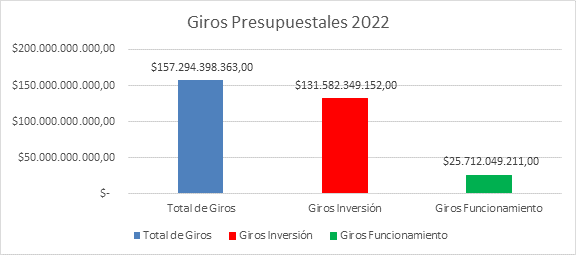 Giros Presupuestales 2022
$200.000.000.000,00
$150.000.000.000,00
$100.000.000.000,00
$50.000.000.000,00
$-
$157.294.398.363,00
$131.582.349.152,00
$25.712.049.211,00
Total de Giros
Giros Inversión
Giros Funcionamiento
Total de Giros
Giros Inversión
Giros Funcionamiento